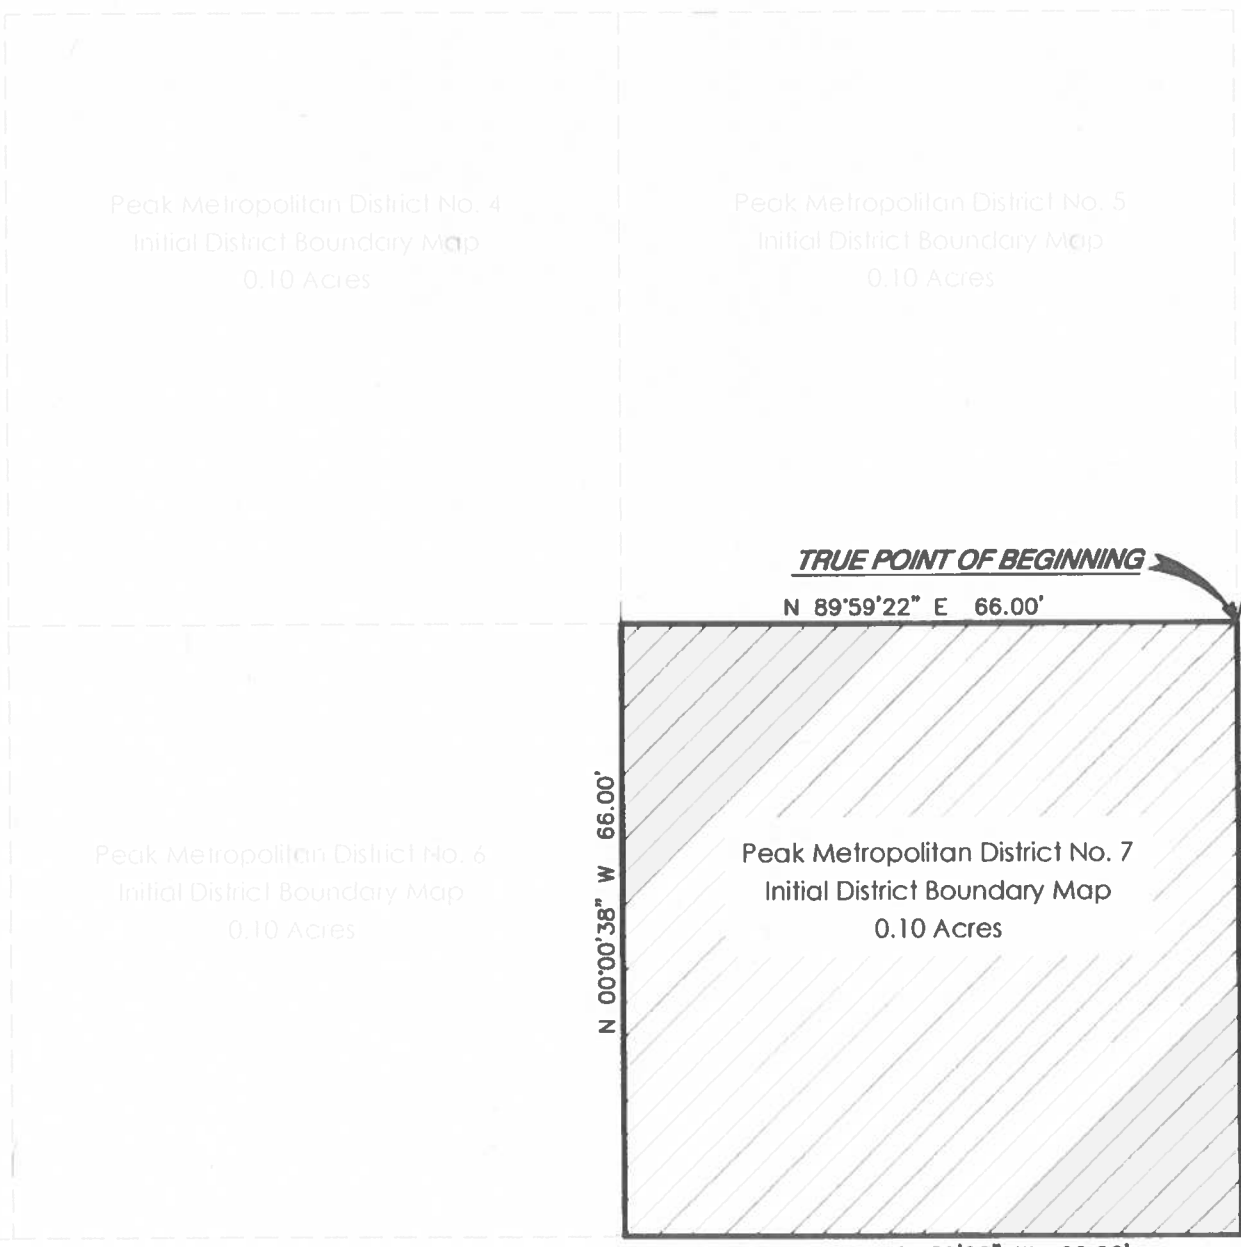 Peak Metropolitan District No. 4
Initial District Boundary Map
0.10 Acres
Peak Metropolitan District No. 5
Initial District Boundary Map
0.10 Acres
TRUE POINT OF BEGINNING
N 89°59'22" E 66.00'
N 00°00'38" W 66.00'
Peak Metropolitan District No. 6
Initial District Boundary Map
0.10 Acres
Peak Metropolitan District No. 7
Initial District Boundary Map
0.10 Acres